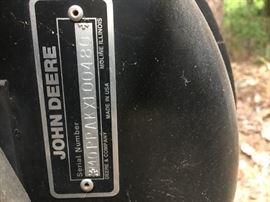 JOHN DEERE
MOLINE ILLINOIS
Serial Number
DEERE & COMPANY MADE IN USA